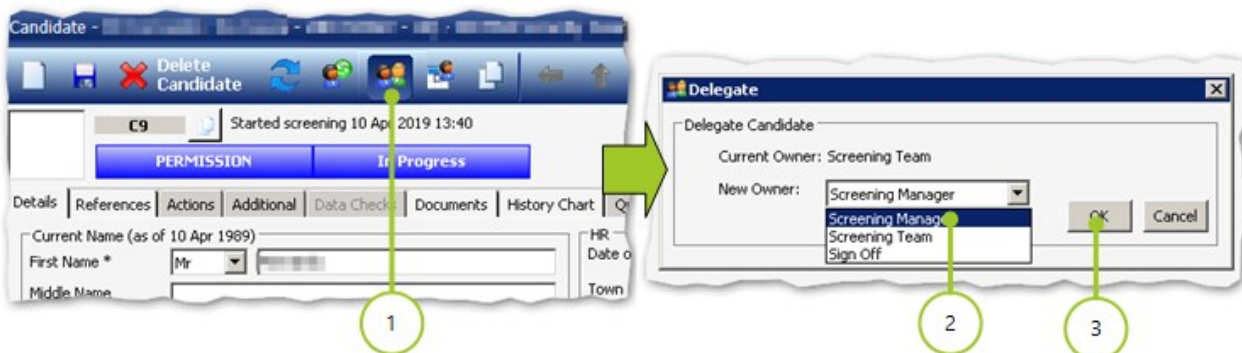 Candidate -
Delete
Candidate
C9
Started screening 10 Apr 2019 13:40
PERMISSION
In Progress
Details
References
Actions
Additional
Data Checks
Documents
History Chart
Current Name (as of 10 Apr 1989)
First Name *
Mr
Middle Name
HR
Date o
Town
1
Delegate
Delegate Candidate
Current Owner: Screening Team
New Owner:
Screening Manager
Screening Manager
Screening Team
Sign Off
OK
Cancel
2
3